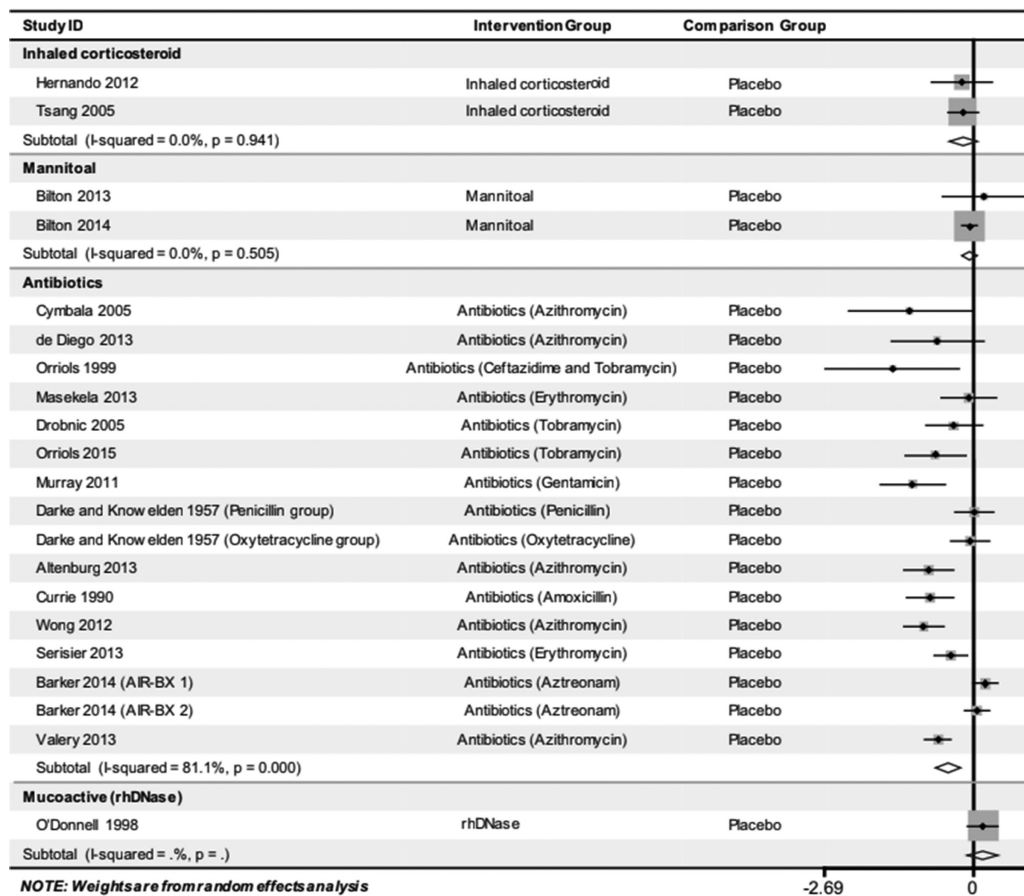 Study ID Intervention Group Comparison Group
Inhaled corticosteroid
Hernando 2012 Inhaled corticosteroid Placebo
Tsang 2005 Inhaled corticosteroid Placebo
Subtotal (I-squared = 0.0%, p = 0.941)
Mannitoal
Bilton 2013 Mannitoal Placebo
Bilton 2014 Mannitoal Placebo
Subtotal (I-squared = 0.0%, p = 0.505)
Antibiotics
Cymbala 2005 Antibiotics (Azithromycin) Placebo
de Diego 2013 Antibiotics (Azithromycin) Placebo
Orriols 1999 Antibiotics (Ceftazidime and Tobramycin) Placebo
Masekela 2013 Antibiotics (Erythromycin) Placebo
Drobnic 2005 Antibiotics (Tobramycin) Placebo
Orriols 2015 Antibiotics (Tobramycin) Placebo
Murray 2011 Antibiotics (Gentamicin) Placebo
Darke and Knowelden 1957 (Penicillin group) Antibiotics (Penicillin) Placebo
Darke and Knowelden 1957 (Oxytetracycline group) Antibiotics (Oxytetracycline) Placebo
Altenburg 2013 Antibiotics (Azithromycin) Placebo
Currie 1990 Antibiotics (Amoxicillin) Placebo
Wong 2012 Antibiotics (Azithromycin) Placebo
Serisier 2013 Antibiotics (Erythromycin) Placebo
Barker 2014 (AIR-BX 1) Antibiotics (Aztreonam) Placebo
Barker 2014 (AIR-BX 2) Antibiotics (Aztreonam) Placebo
Valery 2013 Antibiotics (Azithromycin) Placebo
Subtotal (I-squared = 81.1%, p = 0.000)
Mucoactive (rhDNase)
O'Donnell 1998 rhDNase Placebo
Subtotal (I-squared = .%, p = .)
NOTE: Weights are from random effects analysis -2.69 0